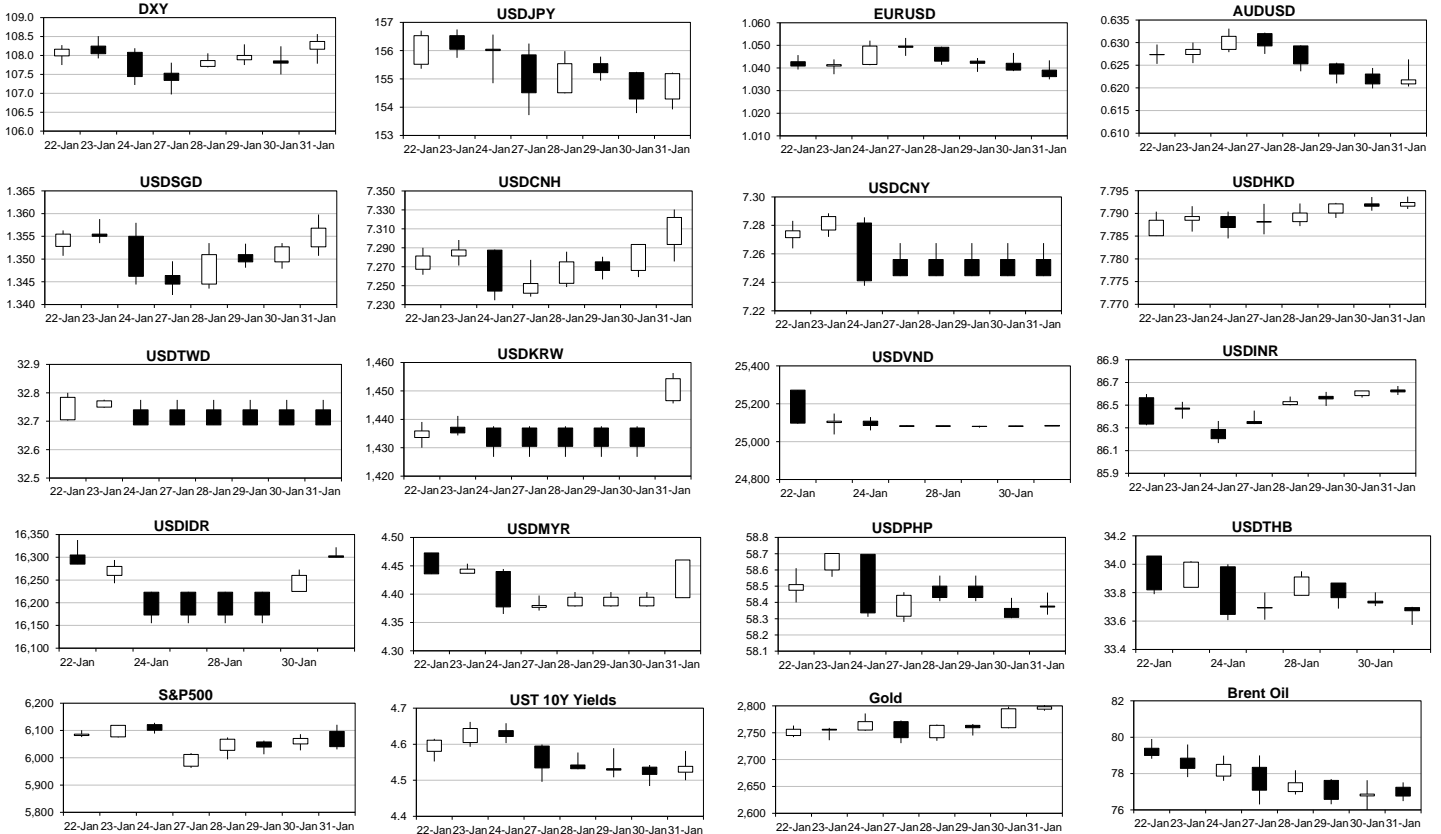 DXY
109.0
108.5
108.0
107.5
107.0
106.5
106.0
22-Jan 23-Jan 24-Jan 27-Jan 28-Jan 29-Jan 30-Jan 31-Jan
USDJPY
157
156
155
154
153
22-Jan 23-Jan 24-Jan 27-Jan 28-Jan 29-Jan 30-Jan 31-Jan
EURUSD
1.060
1.050
1.040
1.030
1.020
1.010
22-Jan 23-Jan 24-Jan 27-Jan 28-Jan 29-Jan 30-Jan 31-Jan
AUDUSD
0.635
0.630
0.625
0.620
0.615
0.610
22-Jan 23-Jan 24-Jan 27-Jan 28-Jan 29-Jan 30-Jan 31-Jan
USDSGD
1.365
1.360
1.355
1.350
1.345
1.340
22-Jan 23-Jan 24-Jan 27-Jan 28-Jan 29-Jan 30-Jan 31-Jan
USDCNH
7.350
7.330
7.310
7.290
7.270
7.250
7.230
22-Jan 23-Jan 24-Jan 27-Jan 28-Jan 29-Jan 30-Jan 31-Jan
USDCNY
7.30
7.28
7.26
7.24
7.22
22-Jan 23-Jan 24-Jan 27-Jan 28-Jan 29-Jan 30-Jan 31-Jan
USDHKD
7.795
7.790
7.785
7.780
7.775
7.770
22-Jan 23-Jan 24-Jan 27-Jan 28-Jan 29-Jan 30-Jan 31-Jan
USDTWD
32.9
32.8
32.7
32.6
32.5
22-Jan 23-Jan 24-Jan 27-Jan 28-Jan 29-Jan 30-Jan 31-Jan
USDKRW
1,460
1,450
1,440
1,430
1,420
22-Jan 23-Jan 24-Jan 27-Jan 28-Jan 29-Jan 30-Jan 31-Jan
USDVND
25,400
25,200
25,000
24,800
22-Jan 24-Jan 28-Jan 30-Jan
USDINR
86.9
86.7
86.5
86.3
86.1
85.9
22-Jan 23-Jan 24-Jan 27-Jan 28-Jan 29-Jan 30-Jan 31-Jan
USDIDR
16,350
16,300
16,250
16,200
16,150
16,100
22-Jan 24-Jan 28-Jan 30-Jan
USDMYR
4.50
4.45
4.40
4.35
4.30
22-Jan 23-Jan 24-Jan 27-Jan 28-Jan 29-Jan 30-Jan 31-Jan
USDPHP
58.8
58.7
58.6
58.5
58.4
58.3
58.2
58.1
22-Jan 23-Jan 24-Jan 27-Jan 28-Jan 29-Jan 30-Jan 31-Jan
USDTHB
34.2
34.0
33.8
33.6
33.4
22-Jan 24-Jan 28-Jan 30-Jan
S&P500
6,200
6,100
6,000
5,900
5,800
22-Jan 23-Jan 24-Jan 27-Jan 28-Jan 29-Jan 30-Jan 31-Jan
UST 10Y Yields
4.7
4.6
4.5
4.4
22-Jan 23-Jan 24-Jan 27-Jan 28-Jan 29-Jan 30-Jan 31-Jan
Gold
2,800
2,750
2,700
2,650
2,600
22-Jan 23-Jan 24-Jan 27-Jan 28-Jan 29-Jan 30-Jan 31-Jan
Brent Oil
82
80
78
76
22-Jan 23-Jan 24-Jan 27-Jan 28-Jan 29-Jan 30-Jan 31-Jan